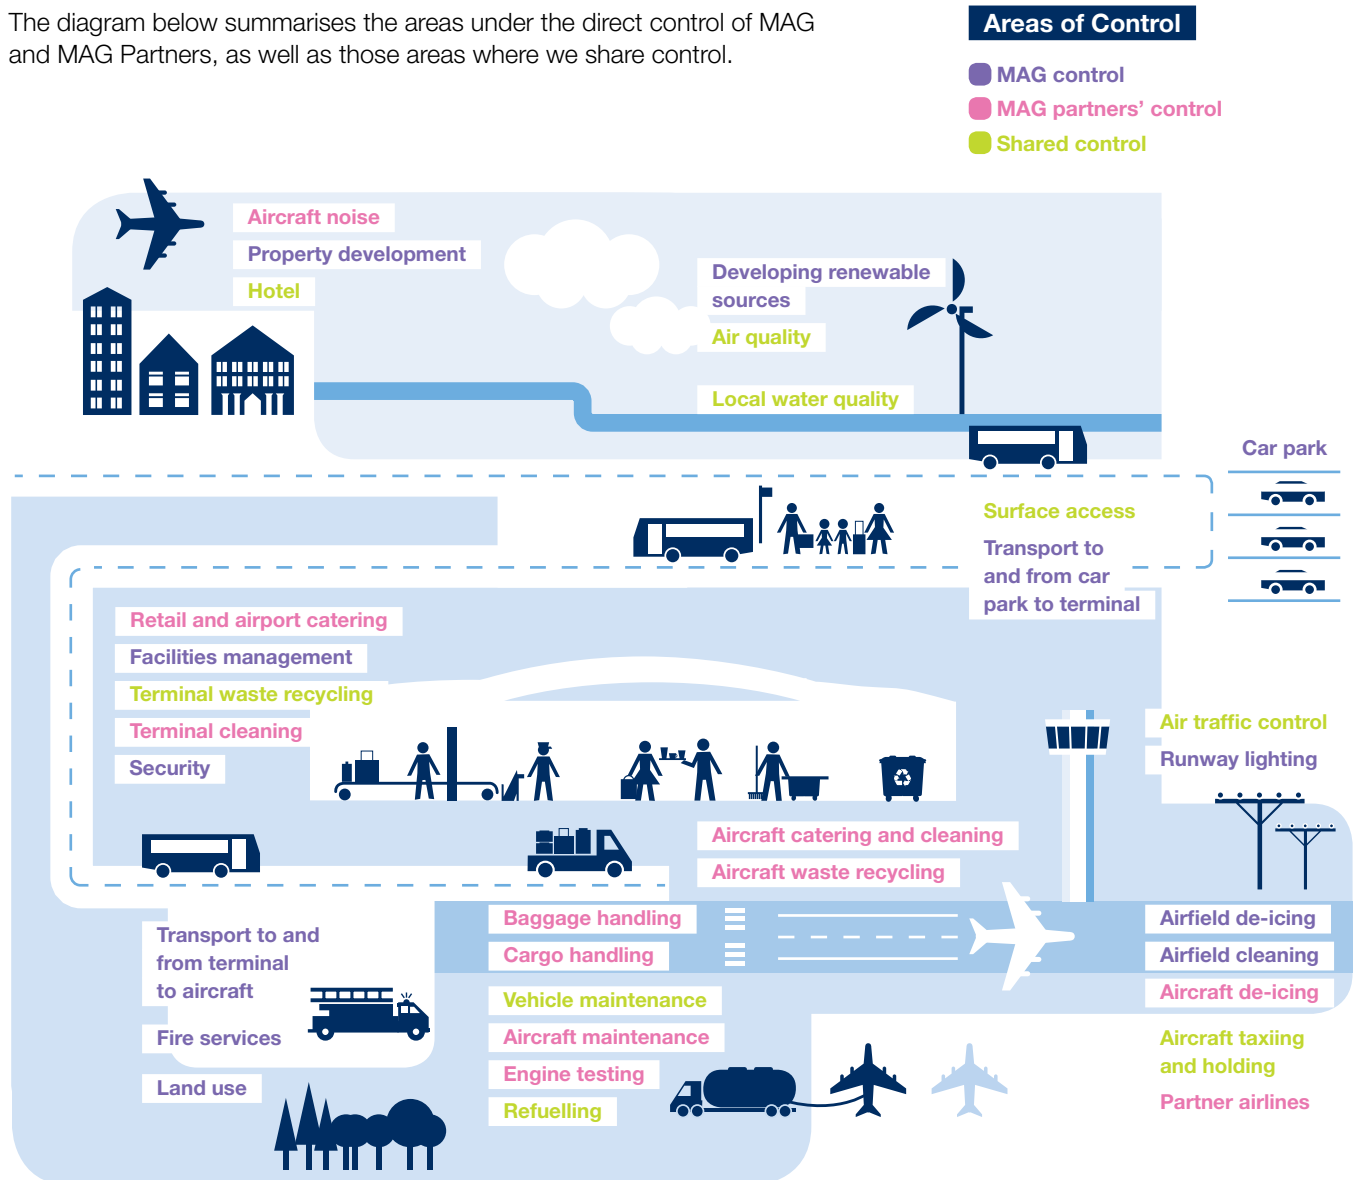 The diagram below summarises the areas under the direct control of MAG
and MAG Partners, as well as those areas where we share control.
Areas of Control
MAG control
MAG partners’ control
Shared control
Aircraft noise
Property development
Hotel
Developing renewable
sources
Air quality
Local water quality
Car park
Surface access
Transport to
and from car
park to terminal
Retail and airport catering
Facilities management
Terminal waste recycling
Terminal cleaning
Security
Air traffic control
Runway lighting
Aircraft catering and cleaning
Aircraft waste recycling
Baggage handling
Cargo handling
Airfield de-icing
Airfield cleaning
Aircraft de-icing
Transport to and
from terminal
to aircraft
Fire services
Land use
Vehicle maintenance
Aircraft maintenance
Engine testing
Refuelling
Aircraft taxiing
and holding
Partner airlines